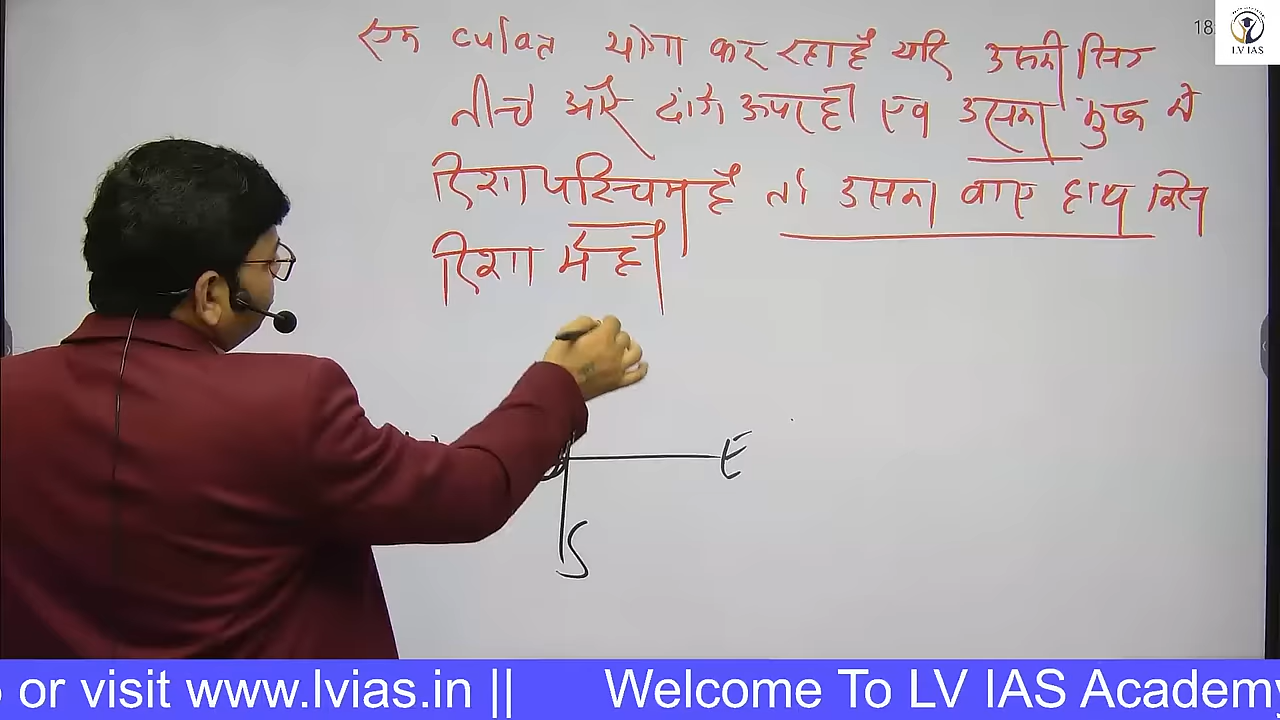 एक culan योगा कर रहा है यदि उसकी सिर
नीचे और टांगे ऊपर हो एव उसका मुख की
दिशा पश्चिम है तो उसका बाए हाथ किस
दिशा में हो
E
S
18
LV IAS
or visit www.lvias.in || Welcome To LV IAS Academy